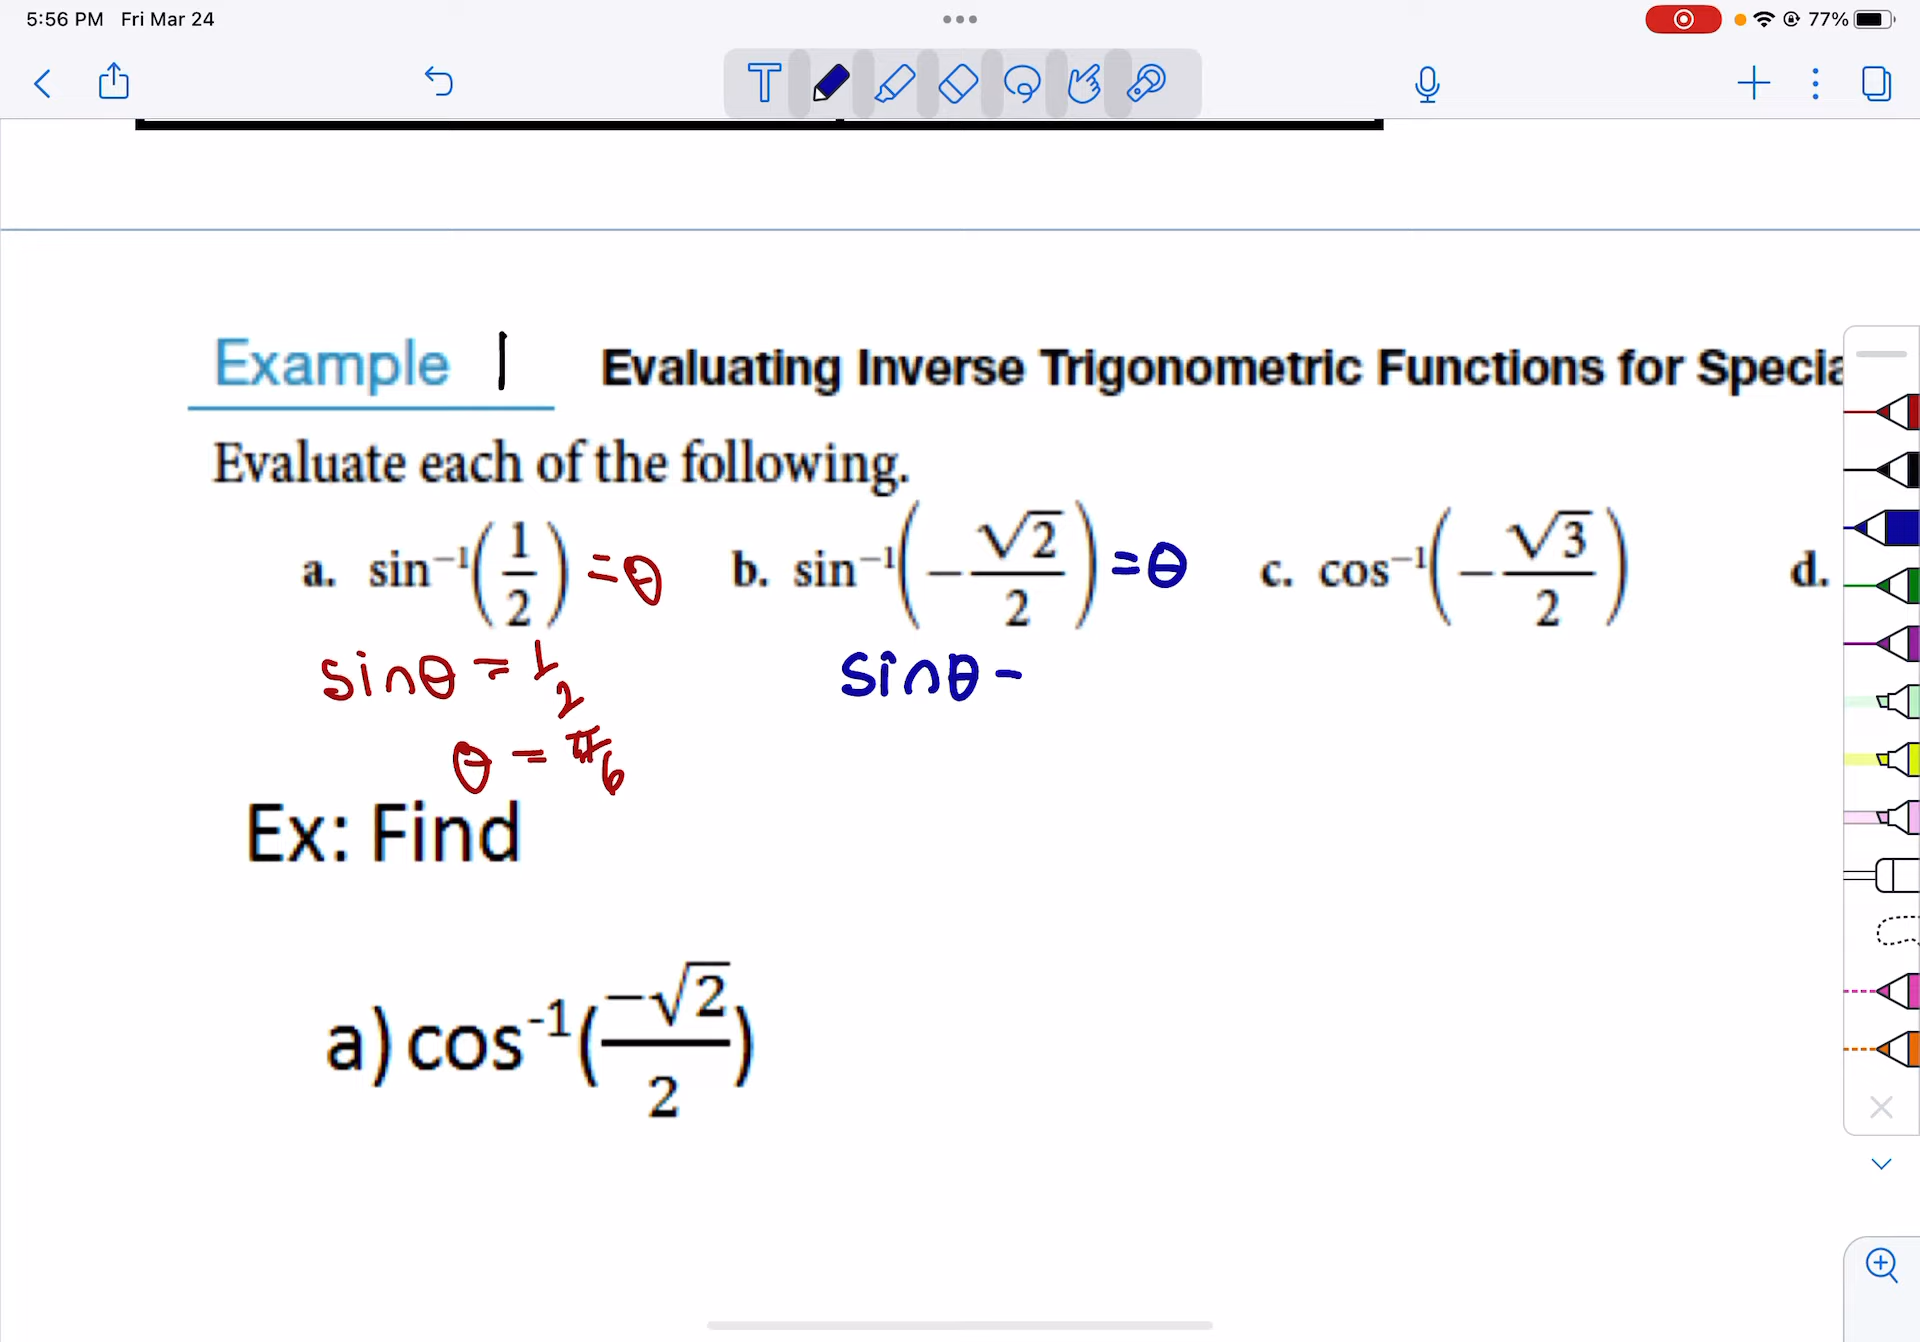 5:56 PM Fri Mar 24
77%
T
Example 1 Evaluating Inverse Trigonometric Functions for Specia
Evaluate each of the following.
a. sin⁻¹(1/2) = θ b. sin⁻¹(-√2/2) = θ c. cos⁻¹(-√3/2) d.
sinθ = 1/2 sinθ -
θ = π/6
Ex: Find
a) cos⁻¹(-√2/2)